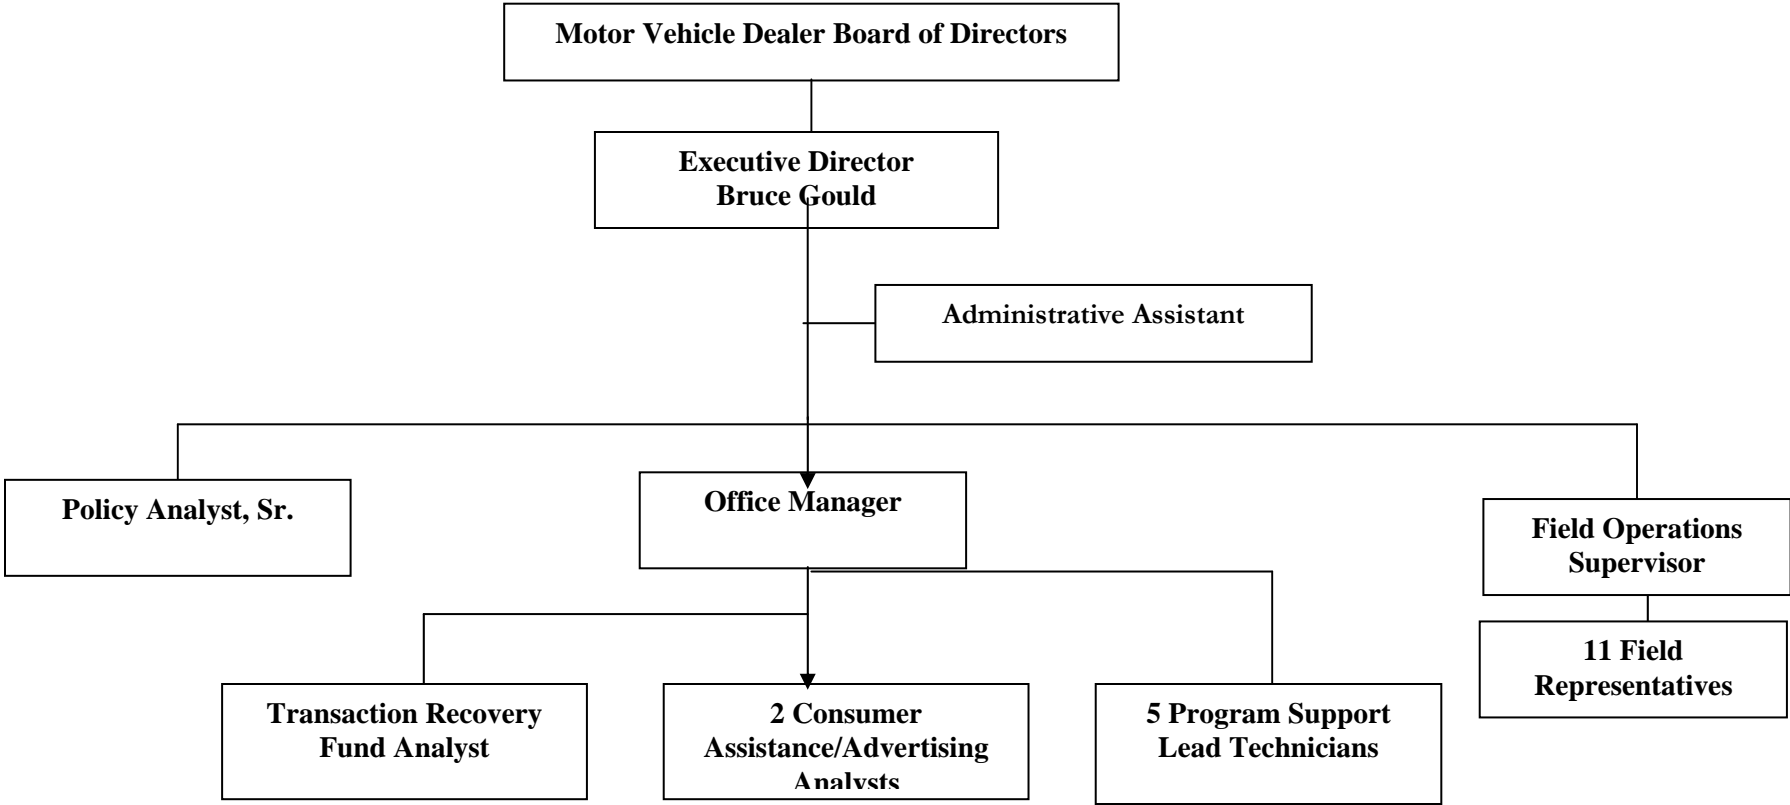 Motor Vehicle Dealer Board of Directors
Executive Director
Bruce Gould
Administrative Assistant
Policy Analyst, Sr.
Office Manager
Field Operations
Supervisor
11 Field
Representatives
Transaction Recovery
Fund Analyst
2 Consumer
Assistance/Advertising
Analysts
5 Program Support
Lead Technicians